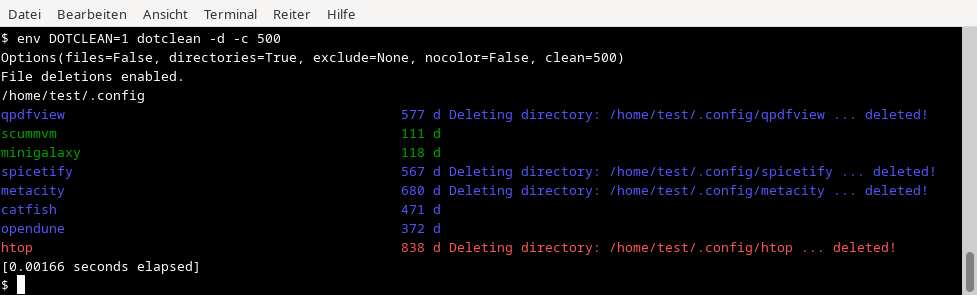 Datei Bearbeiten Ansicht Terminal Reiter Hilfe
$ env DOTCLEAN=1 dotclean -d -c 500
Options(files=False, directories=True, exclude=None, nocolor=False, clean=500)
File deletions enabled.
/home/test/.config
qpdfview 577 d Deleting directory: /home/test/.config/qpdfview ... deleted!
scummvm 111 d
minigalaxy 118 d
spicetify 567 d Deleting directory: /home/test/.config/spicetify ... deleted!
metacity 680 d Deleting directory: /home/test/.config/metacity ... deleted!
catfish 471 d
opendune 372 d
htop 838 d Deleting directory: /home/test/.config/htop ... deleted!
[0.00166 seconds elapsed]
$